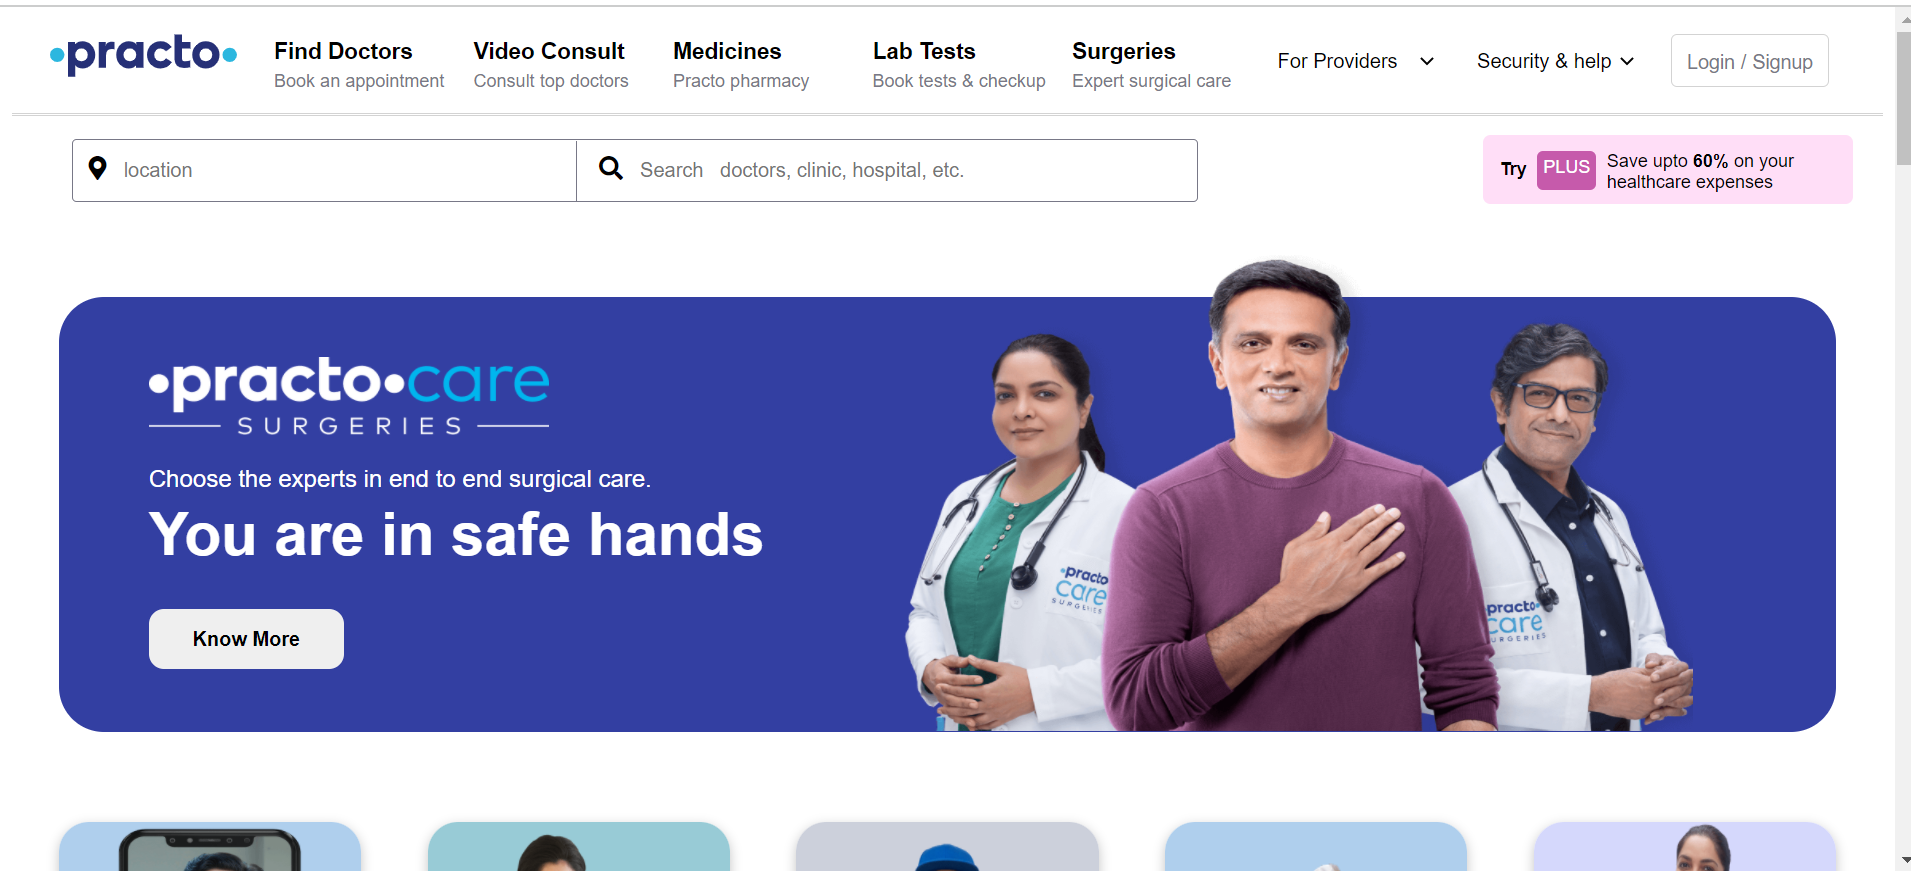 practo
Find Doctors
Book an appointment
Video Consult
Consult top doctors
Medicines
Practo pharmacy
Lab Tests
Book tests & checkup
Surgeries
Expert surgical care
For Providers
Security & help
Login / Signup
location
Search doctors, clinic, hospital, etc.
Try PLUS
Save upto 60% on your
healthcare expenses
practo care
SURGERIES
Choose the experts in end to end surgical care.
You are in safe hands
Know More
practo
care
SURGERIES
practo
care
SURGERIES